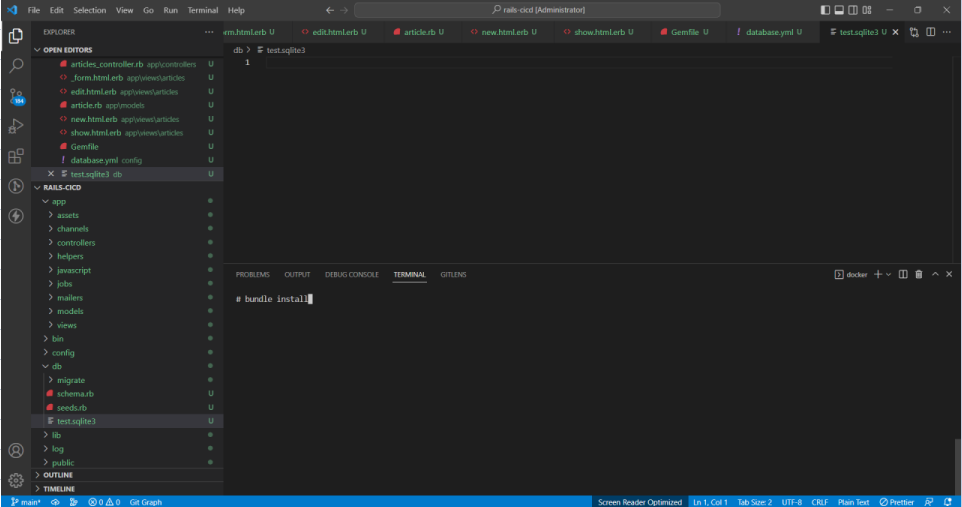 File Edit Selection View Go Run Terminal Help
rails-cicd [Administrator]
EXPLORER
rm.html.erb U edit.html.erb U article.rb U new.html.erb U show.html.erb U Gemfile U database.yml U test.sqlite3 U
OPEN EDITORS
db > test.sqlite3
1
articles_controller.rb app\controllers U
_form.html.erb app\views\articles U
edit.html.erb app\views\articles U
article.rb app\models U
new.html.erb app\views\articles U
show.html.erb app\views\articles U
Gemfile U
database.yml config U
test.sqlite3 db U
184
RAILS-CICD
app
assets
channels
controllers
helpers
javascript
jobs
mailers
models
views
bin
config
db
migrate
schema.rb U
seeds.rb U
test.sqlite3 U
lib
log
public
OUTLINE
TIMELINE
PROBLEMS OUTPUT DEBUG CONSOLE TERMINAL GITLENS
docker
# bundle install
main* 0 0 Git Graph
Screen Reader Optimized Ln 1, Col 1 Tab Size: 2 UTF-8 CRLF Plain Text Prettier